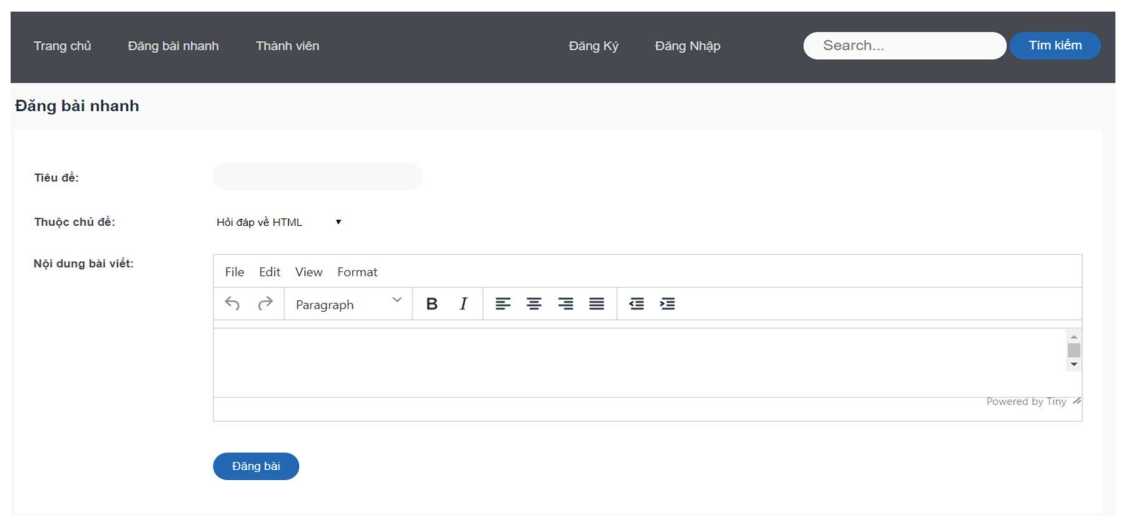 Trang chủ Đăng bài nhanh Thành viên Đăng Ký Đăng Nhập Search... Tìm kiếm
Đăng bài nhanh
Tiêu đề:
Thuộc chủ đề: Hỏi đáp về HTML
Nội dung bài viết:
File Edit View Format
Paragraph B I
Powered by Tiny
Đăng bài